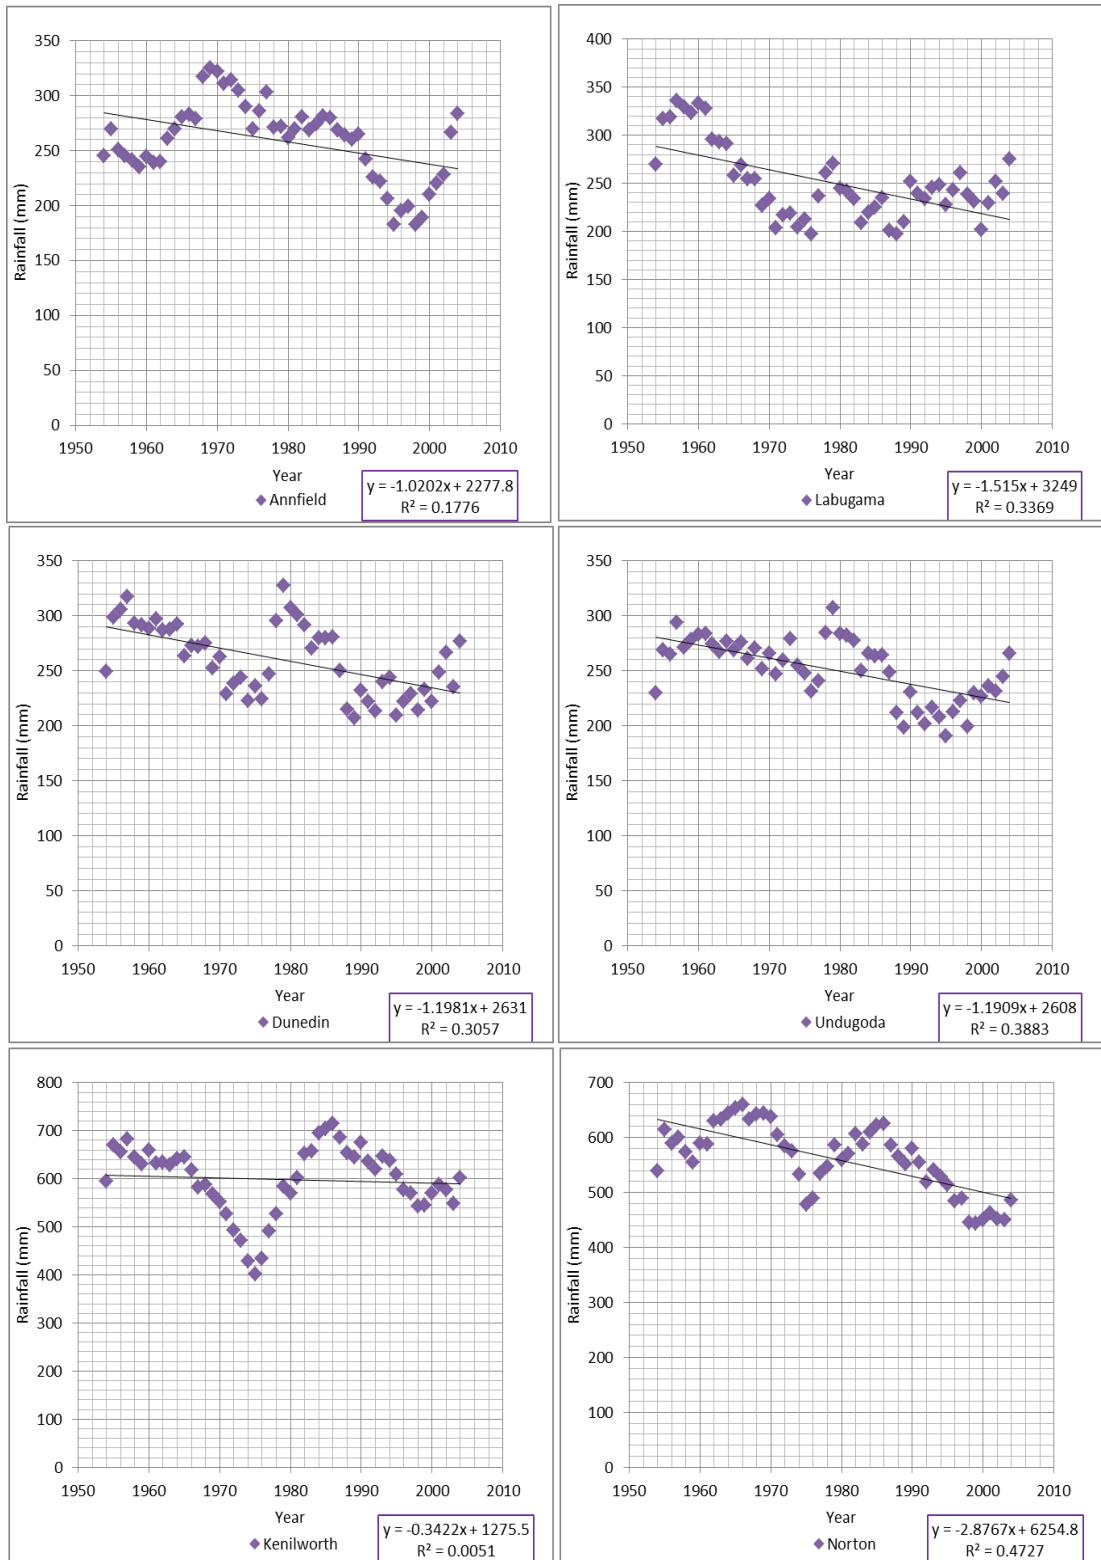 350
300
250
200
150
100
50
0
Rainfall (mm)
1950 1960 1970 1980 1990 2000 2010
Year
Annfield
y = -1.0202x + 2277.8
R² = 0.1776
400
350
300
250
200
150
100
50
0
Rainfall (mm)
1950 1960 1970 1980 1990 2000 2010
Year
Labugama
y = -1.515x + 3249
R² = 0.3369
350
300
250
200
150
100
50
0
Rainfall (mm)
1950 1960 1970 1980 1990 2000 2010
Year
Dunedin
y = -1.1981x + 2631
R² = 0.3057
350
300
250
200
150
100
50
0
Rainfall (mm)
1950 1960 1970 1980 1990 2000 2010
Year
Undugoda
y = -1.1909x + 2608
R² = 0.3883
800
700
600
500
400
300
200
100
0
Rainfall (mm)
1950 1960 1970 1980 1990 2000 2010
Year
Kenilworth
y = -0.3422x + 1275.5
R² = 0.0051
700
600
500
400
300
200
100
0
Rainfall (mm)
1950 1960 1970 1980 1990 2000 2010
Year
Norton
y = -2.8767x + 6254.8
R² = 0.4727